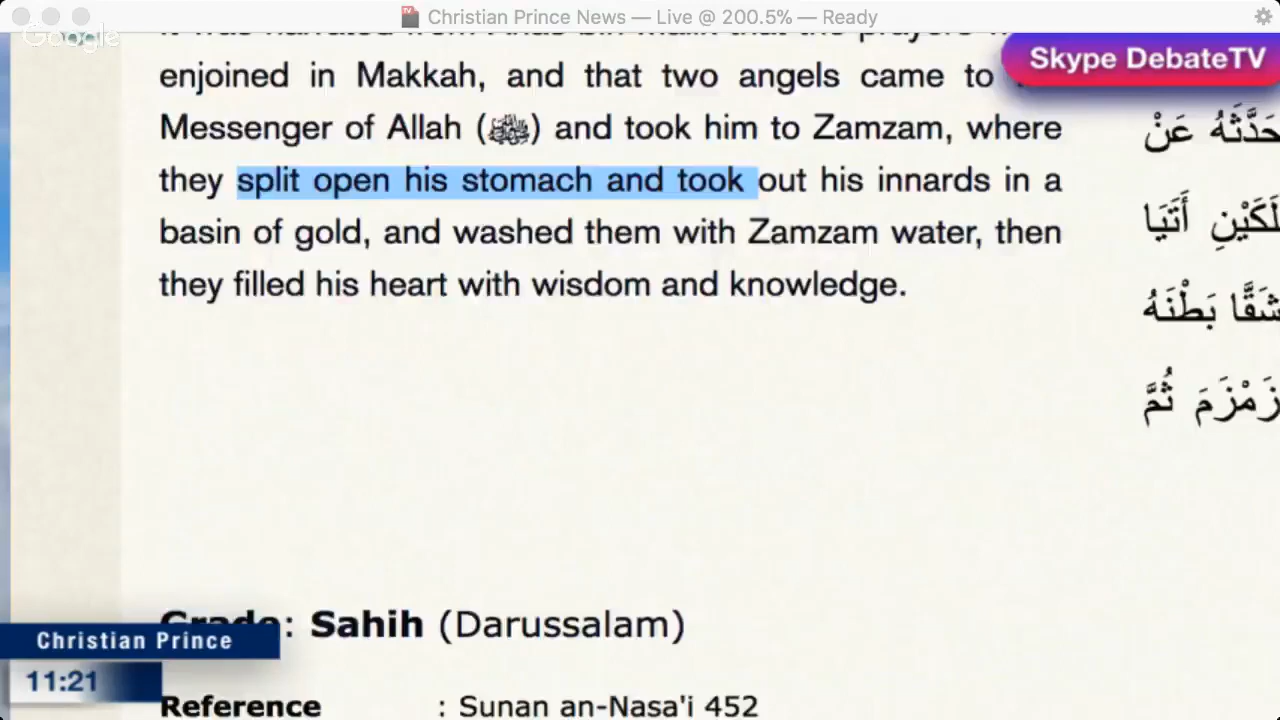 Christian Prince News — Live @ 200.5% — Ready
Google
Skype DebateTV
enjoined in Makkah, and that two angels came to
Messenger of Allah (ﷺ) and took him to Zamzam, where
they split open his stomach and took out his innards in a
basin of gold, and washed them with Zamzam water, then
they filled his heart with wisdom and knowledge.
حَدَّثَهُ عَنْ
أَتَيَا
شَقَّا بَطْنَهُ
زَمْزَمَ ثُمَّ
Grade: Sahih (Darussalam)
Christian Prince
11:21
Reference : Sunan an-Nasa'i 452